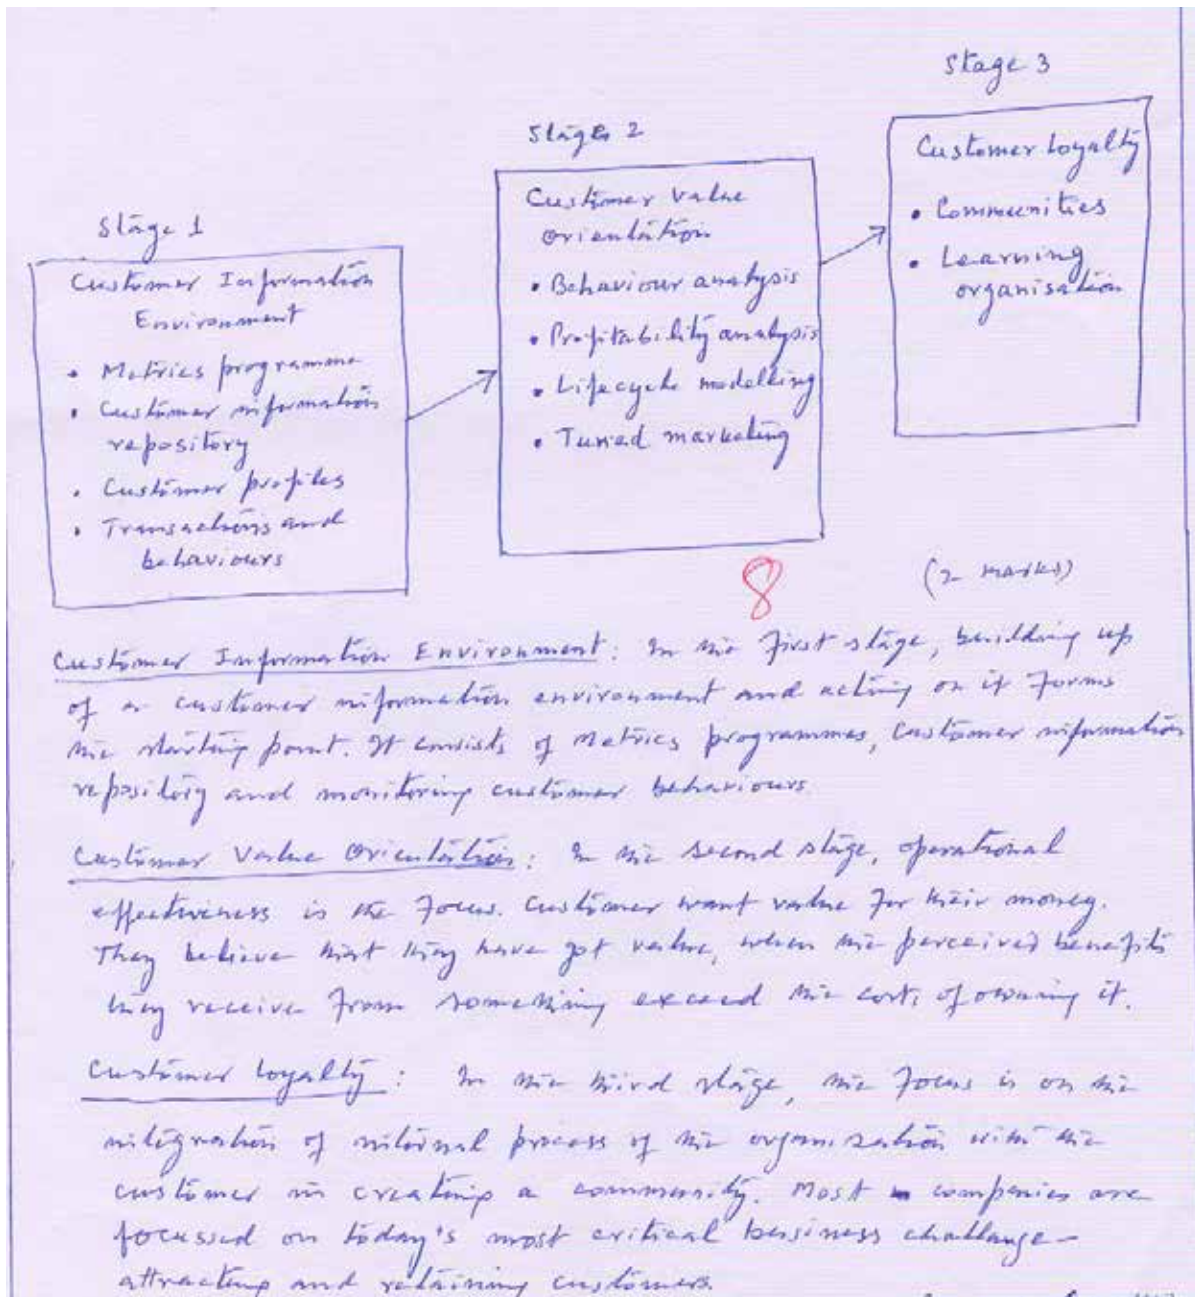 Stage 1
Customer Information
Environment
• Metrics programme
• Customer information
repository
• Customer profiles
• Transactions and
behaviours
Stages 2
Customer Value
orientation
• Behaviour analysis
• Profitability analysis
• Lifecycle modelling
• Tuned marketing
Stage 3
Customer Loyalty
• Communities
• Learning
organisation
8
(2 marks)
Customer Information Environment: In the first stage, building up
of a customer information environment and acting on it forms
the starting point. It consists of Metrics programmes, Customer information
repository and monitoring customer behaviours.
Customer Value Orientation: In the second stage, operational
effectiveness is the focus. Customer want value for their money.
They believe that they have got value, when the perceived benefits
they receive from something exceed the costs of owning it.
Customer Loyalty: In the third stage, the focus is on the
integration of internal process of the organisation with the
customer in creating a community. Most companies are
focussed on today's most critical business challange-
attracting and retaining customers.